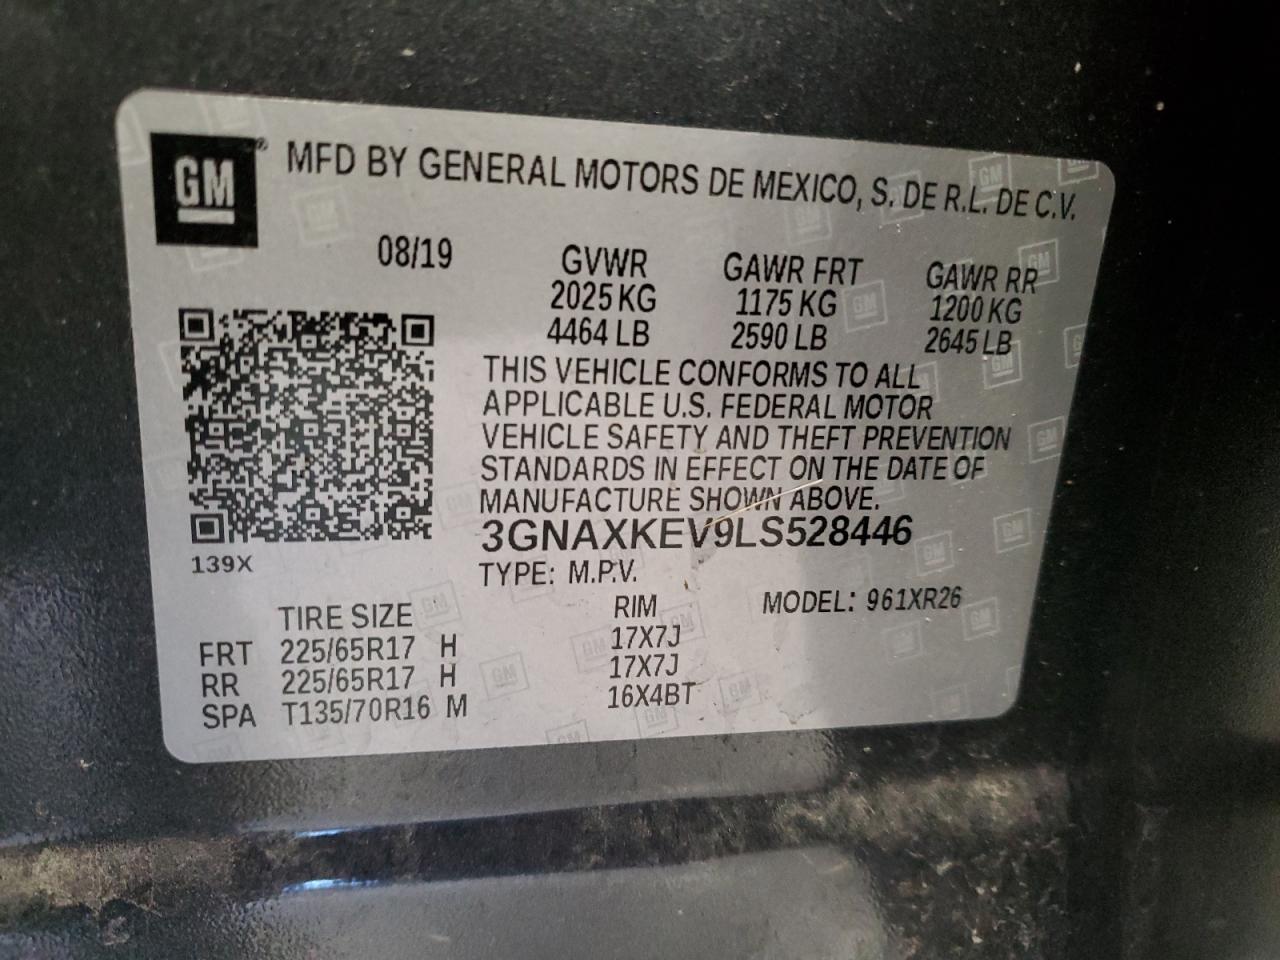 GM ® MFD BY GENERAL MOTORS DE MEXICO, S. DE R.L. DE C.V.
08/19 GVWR GAWR FRT GAWR RR
2025 KG 1175 KG 1200 KG
4464 LB 2590 LB 2645 LB
THIS VEHICLE CONFORMS TO ALL
APPLICABLE U.S. FEDERAL MOTOR
VEHICLE SAFETY AND THEFT PREVENTION
STANDARDS IN EFFECT ON THE DATE OF
MANUFACTURE SHOWN ABOVE.
3GNAXKEV9LS528446
139X
TYPE: M.P.V.
TIRE SIZE RIM MODEL: 961XR26
FRT 225/65R17 H 17X7J
RR 225/65R17 H 17X7J
SPA T135/70R16 M 16X4BT